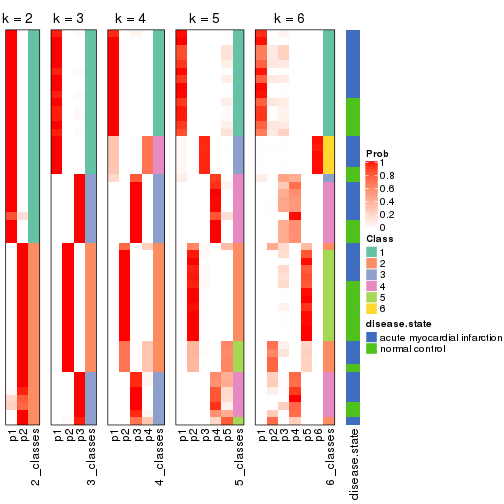 k = 2
k = 3
k = 4
k = 5
k = 6
p1
p2
2_classes
p1
p2
p3
3_classes
p1
p2
p3
p4
4_classes
p1
p2
p3
p4
p5
5_classes
p1
p2
p3
p4
p5
p6
6_classes
disease.state
Prob
1
0.8
0.6
0.4
0.2
0
Class
1
2
3
4
5
6
disease.state
acute myocardial infarction
normal control